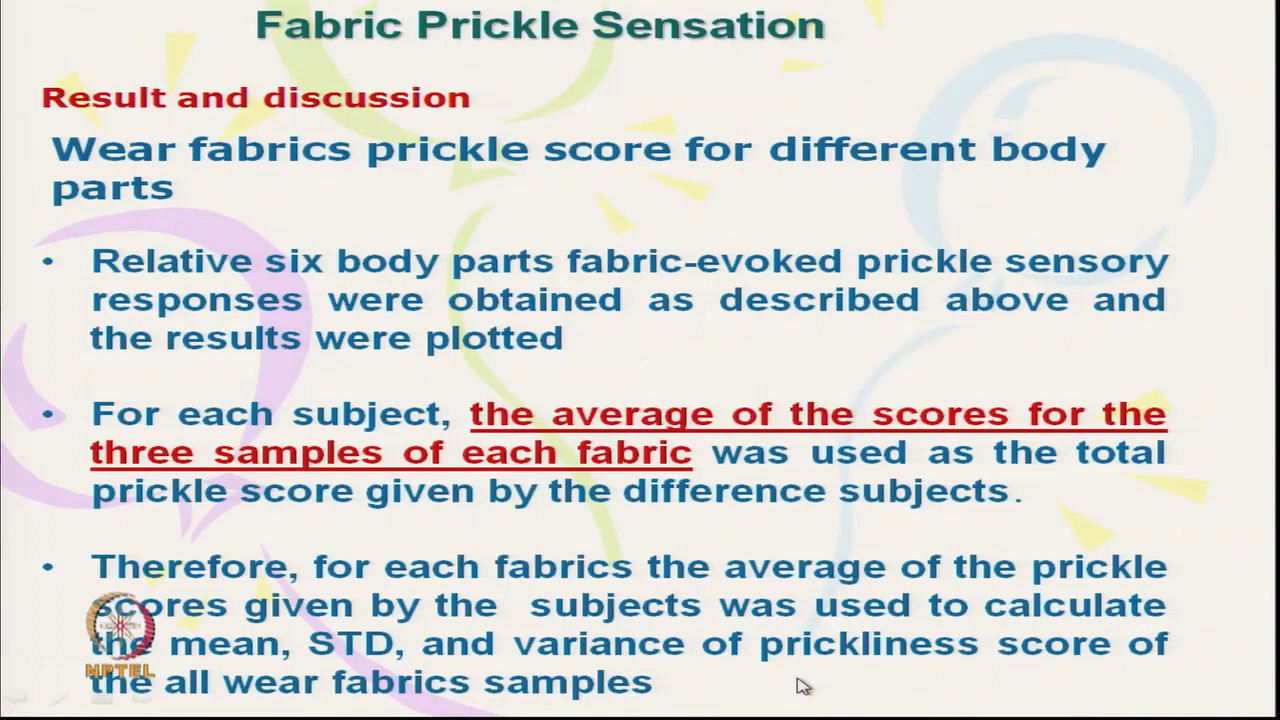 Fabric Prickle Sensation
Result and discussion
Wear fabrics prickle score for different body
parts
• Relative six body parts fabric-evoked prickle sensory
responses were obtained as described above and
the results were plotted
• For each subject, the average of the scores for the
three samples of each fabric was used as the total
prickle score given by the difference subjects.
• Therefore, for each fabrics the average of the prickle
scores given by the subjects was used to calculate
the mean, STD, and variance of prickliness score of
the all wear fabrics samples
NPTEL